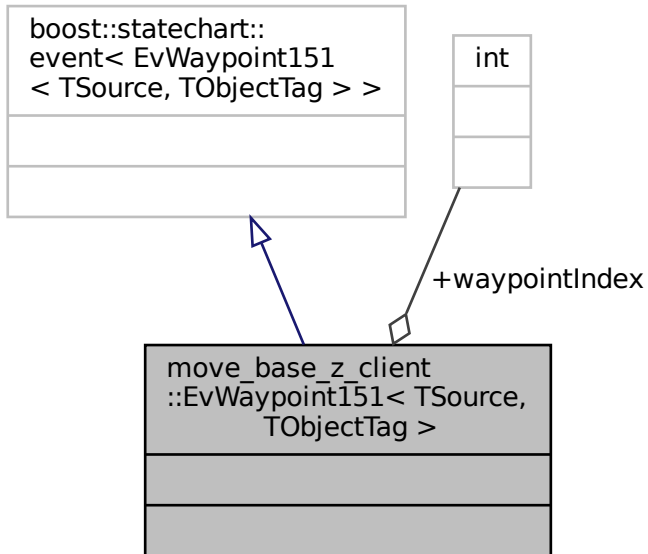 boost::statechart::
event< EvWaypoint151
< TSource, TObjectTag > >
int
+waypointIndex
move_base_z_client
::EvWaypoint151< TSource,
TObjectTag >